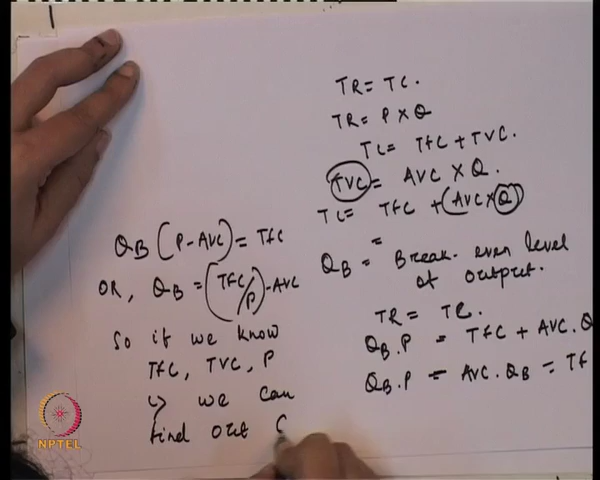 TR = TC.
TR = P X Q
TC = TFC + TVC.
TVC = AVC X Q.
TC = TFC + (AVC X Q)
QB = Break. even level
of output.
TR = TC.
QB.P = TFC + AVC.Q
QB.P = AVC.QB = TF
QB (P-AVC) = TFC
OR, QB = (TFC/P) - AVC
So if we know
TFC, TVC, P
↳ we can
find out
NPTEL